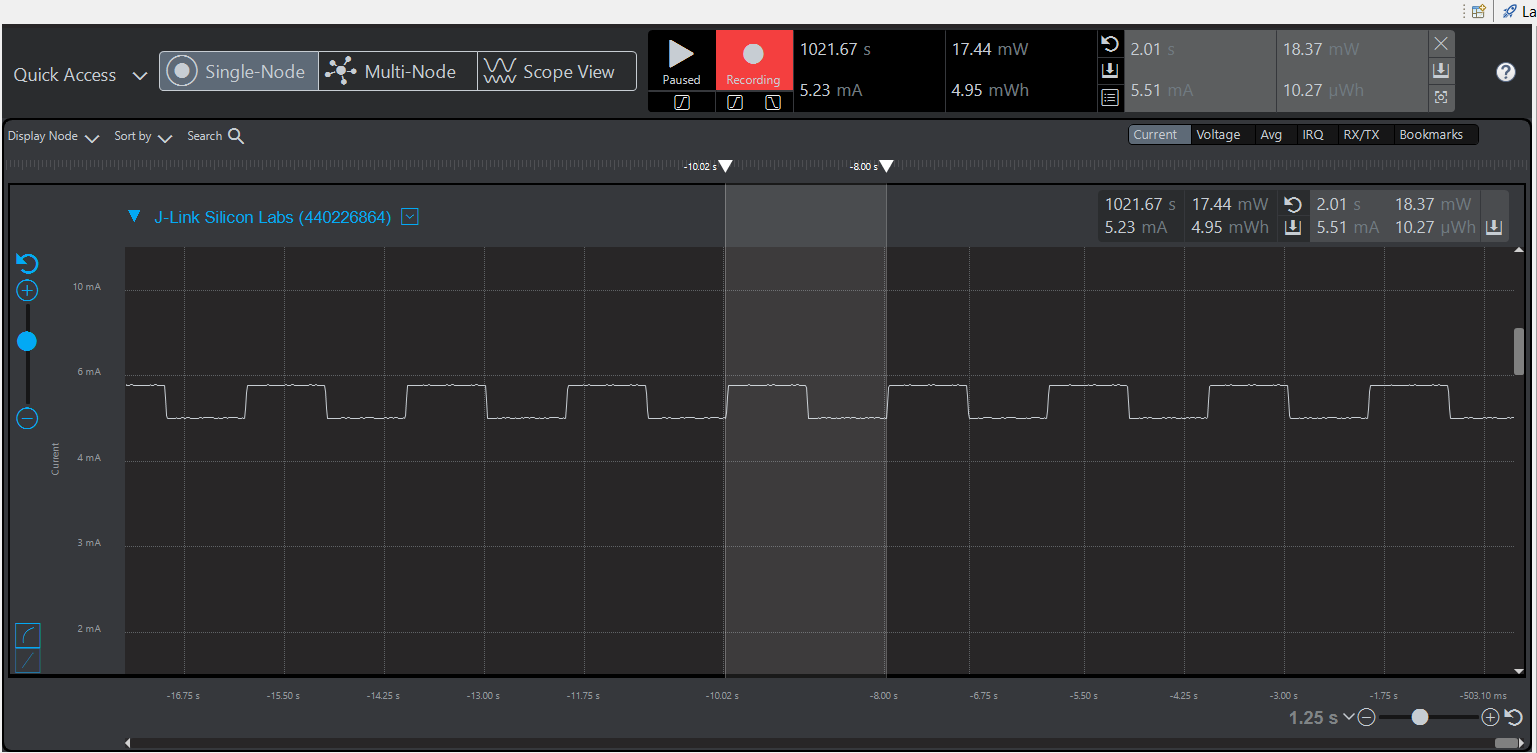 La
Quick Access
Single-Node
Multi-Node
Scope View
Paused
Recording
1021.67 s 17.44 mW
5.23 mA 4.95 mWh
2.01 s 18.37 mW
5.51 mA 10.27 µWh
?
Display Node Sort by Search
Current Voltage Avg IRQ RX/TX Bookmarks
-10.02 s -8.00 s
J-Link Silicon Labs (440226864)
1021.67 s 17.44 mW 2.01 s 18.37 mW
5.23 mA 4.95 mWh 5.51 mA 10.27 µWh
10 mA
6 mA
4 mA
3 mA
2 mA
Current
-16.75 s -15.50 s -14.25 s -13.00 s -11.75 s -10.02 s -8.00 s -6.75 s -5.50 s -4.25 s -3.00 s -1.75 s -503.10 ms
1.25 s